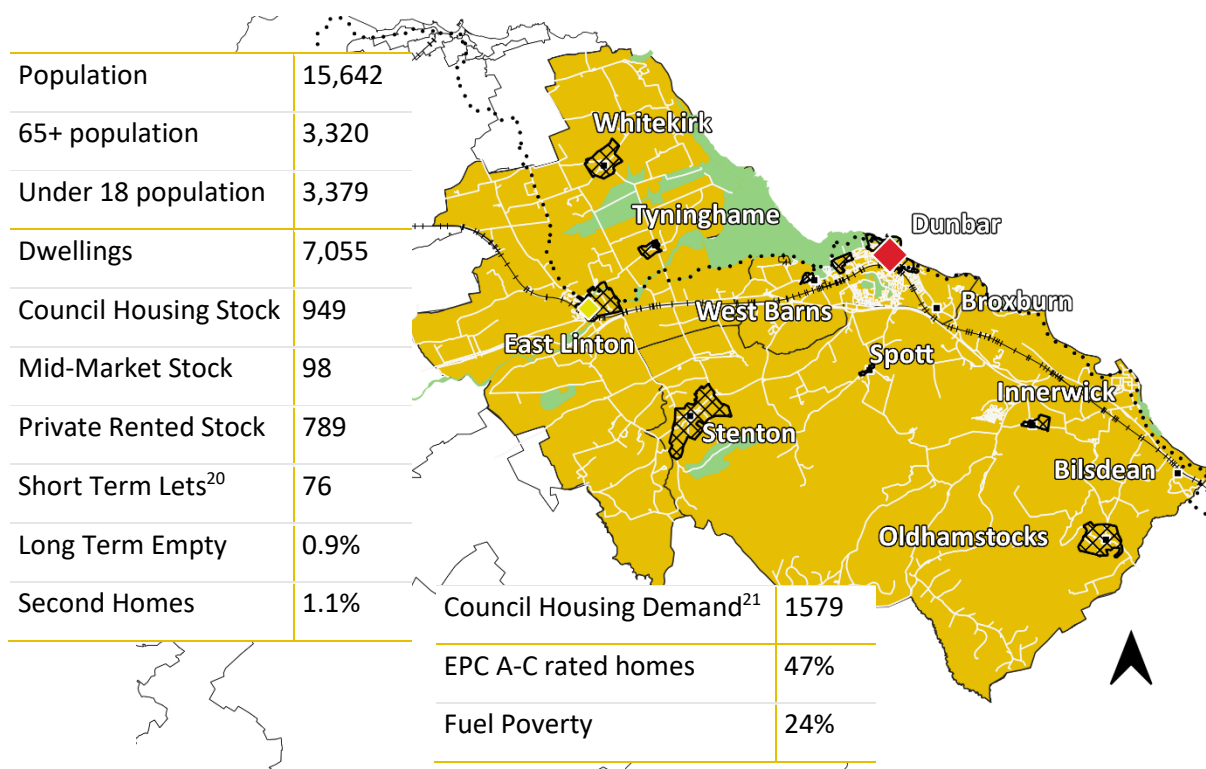 Population 15,642
65+ population 3,320
Under 18 population 3,379
Dwellings 7,055
Council Housing Stock 949
Mid-Market Stock 98
Private Rented Stock 789
Short Term Lets20 76
Long Term Empty 0.9%
Second Homes 1.1%
Whitekirk
Tyninghame
Dunbar
West Barns
Broxburn
East Linton
Spott
Innerwick
Stenton
Bilsdean
Oldhamstocks
Council Housing Demand21 1579
EPC A-C rated homes 47%
Fuel Poverty 24%